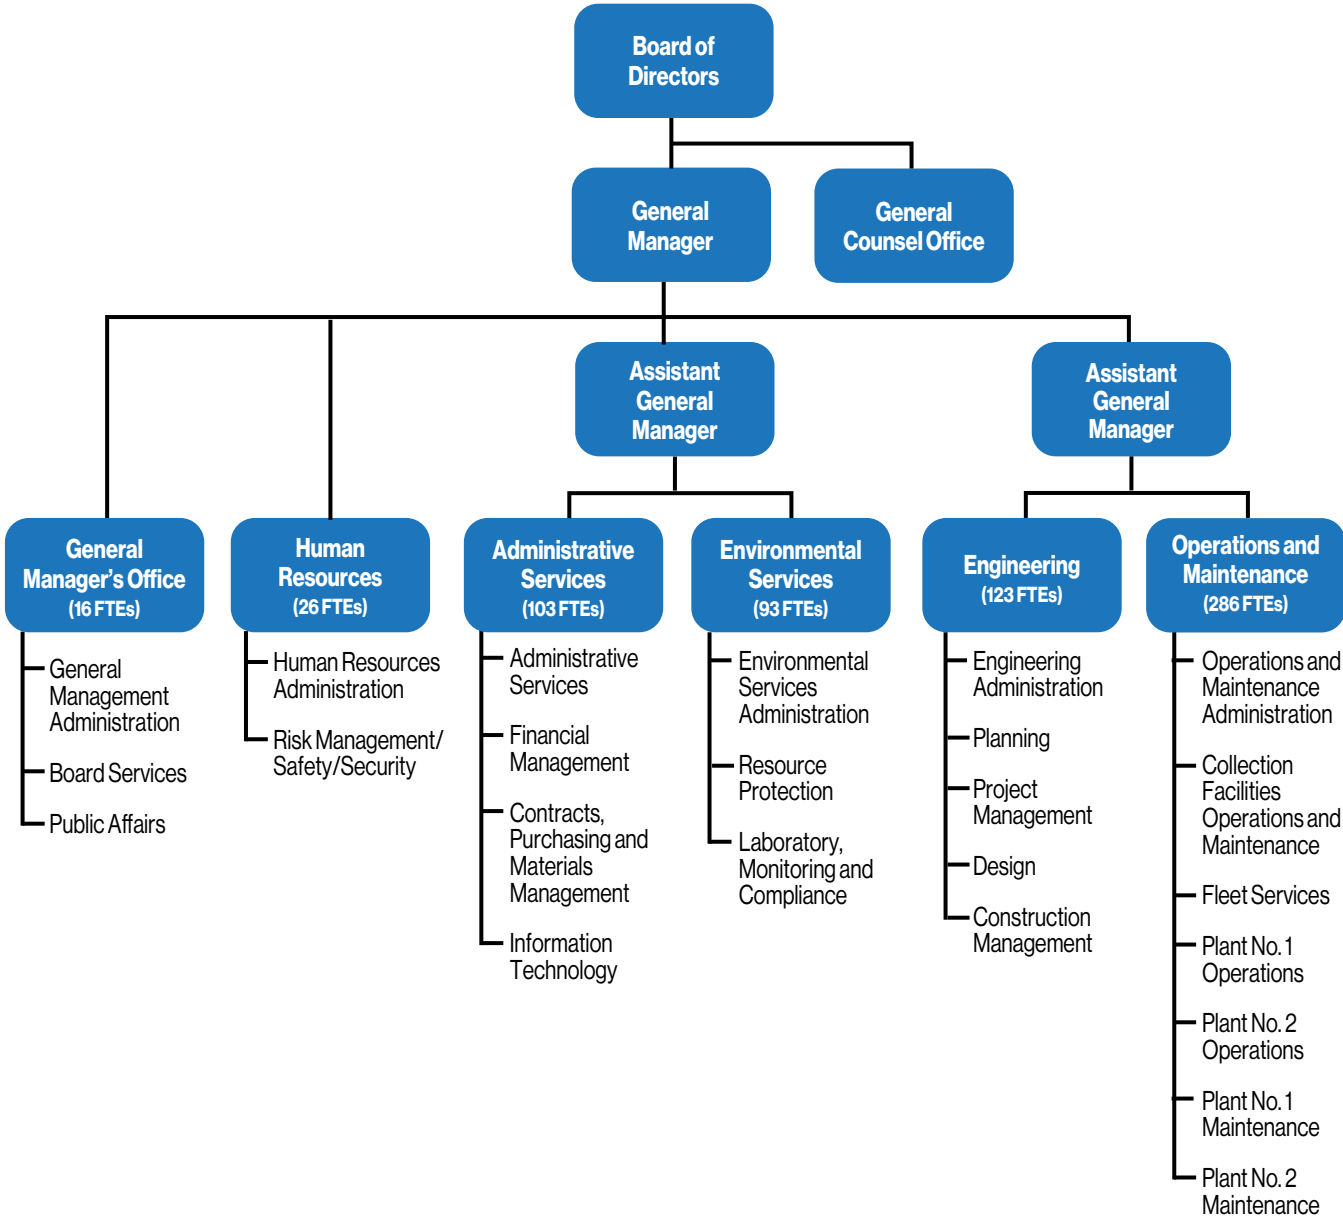 Board of
Directors
General
Manager
General
Counsel Office
Assistant
General
Manager
Assistant
General
Manager
General
Manager's Office
(16 FTEs)
General
Management
Administration
Board Services
Public Affairs
Human
Resources
(26 FTEs)
Human Resources
Administration
Risk Management/
Safety/Security
Administrative
Services
(103 FTEs)
Administrative
Services
Financial
Management
Contracts,
Purchasing and
Materials
Management
Information
Technology
Environmental
Services
(93 FTEs)
Environmental
Services
Administration
Resource
Protection
Laboratory,
Monitoring and
Compliance
Engineering
(123 FTEs)
Engineering
Administration
Planning
Project
Management
Design
Construction
Management
Operations and
Maintenance
(286 FTEs)
Operations and
Maintenance
Administration
Collection
Facilities
Operations and
Maintenance
Fleet Services
Plant No. 1
Operations
Plant No. 2
Operations
Plant No. 1
Maintenance
Plant No. 2
Maintenance